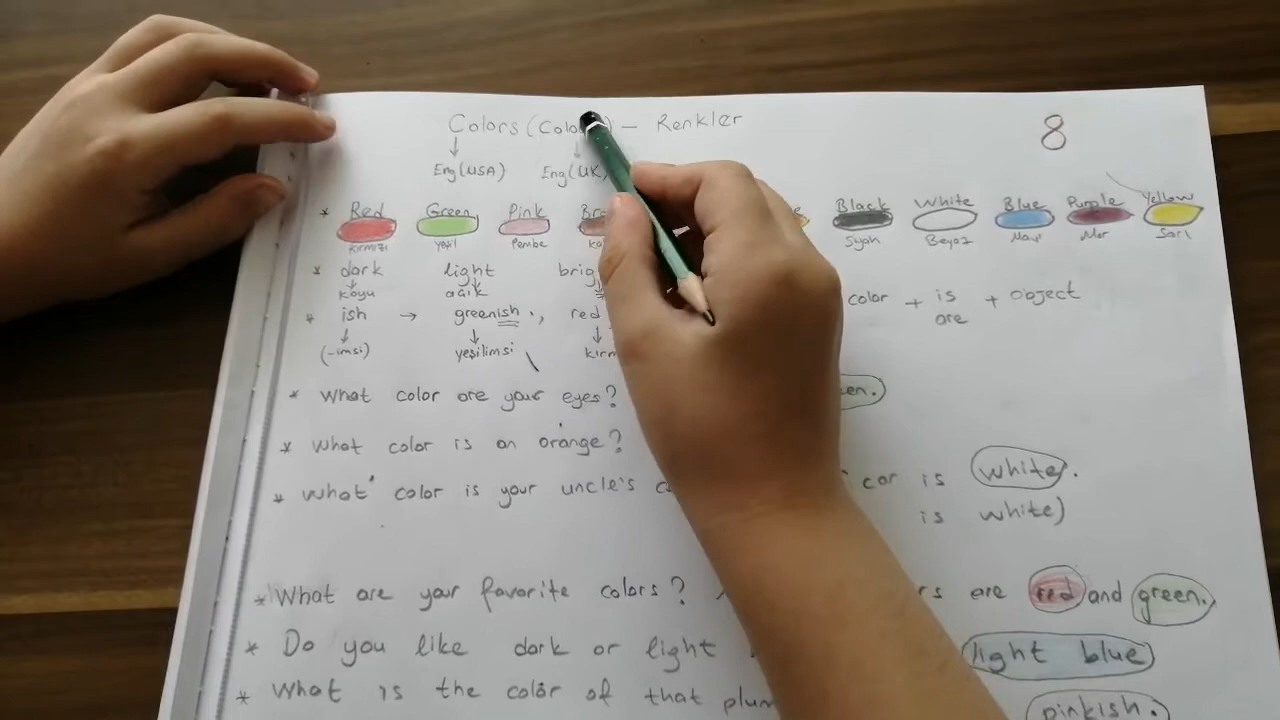 Colors ( - Renkler
8
Eng(USA) Eng(UK)
* Red Green Pink Black White Blue Purple Yellow
Kırmızı Yeşil Pembe Syah Beyaz Mavi Mor Sarı
* dark light
koyu açık
color + is + object
are
* ish → greenish, red
(-imsi) yeşilimsi
* What color are your eyes?
* What color is an orange?
* What color is your uncle's car is white.
is white)
* What are your favorite colors? are red and green.
* Do you like dark or light light blue
* What is the color of that pinkish.